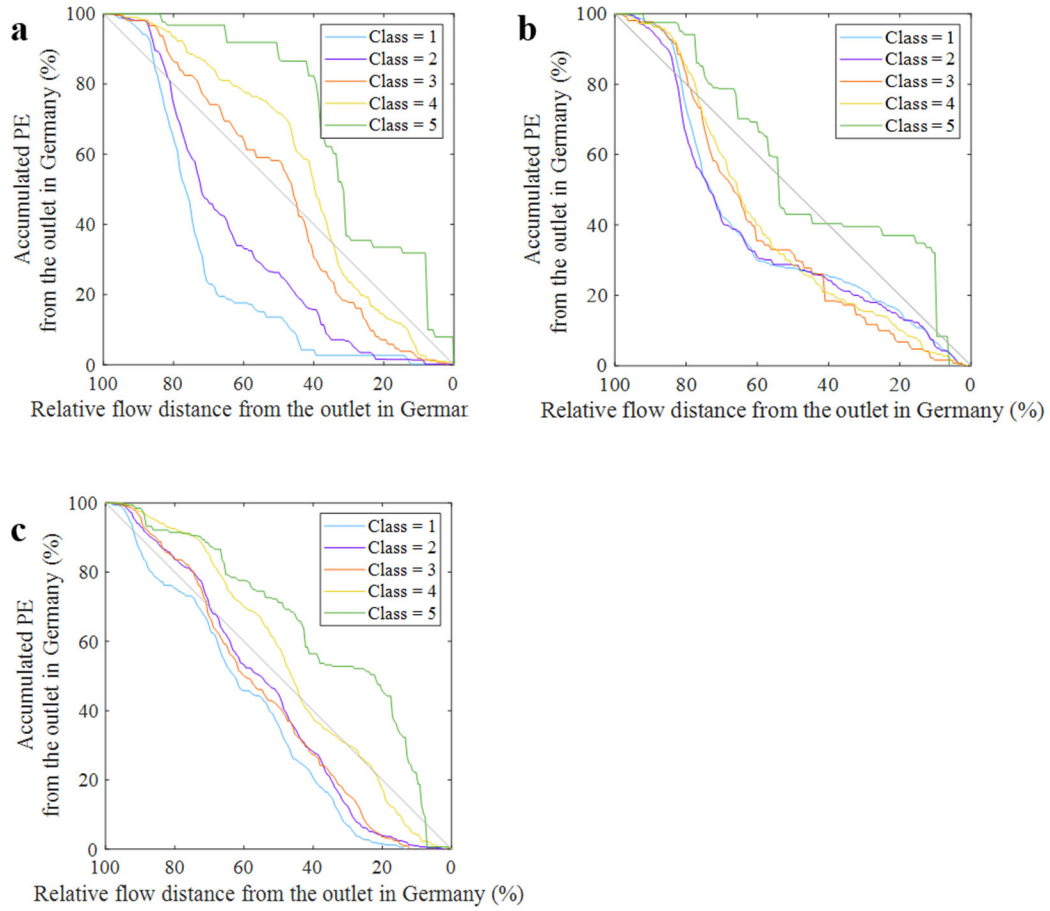 a
100
80
60
40
20
0
100 80 60 40 20 0
Accumulated PE
from the outlet in Germany (%)
Relative flow distance from the outlet in German
Class = 1
Class = 2
Class = 3
Class = 4
Class = 5
b
100
80
60
40
20
0
100 80 60 40 20 0
Accumulated PE
from the outlet in Germany (%)
Relative flow distance from the outlet in Germany (%)
Class = 1
Class = 2
Class = 3
Class = 4
Class = 5
c
100
80
60
40
20
0
100 80 60 40 20 0
Accumulated PE
from the outlet in Germany (%)
Relative flow distance from the outlet in Germany (%)
Class = 1
Class = 2
Class = 3
Class = 4
Class = 5